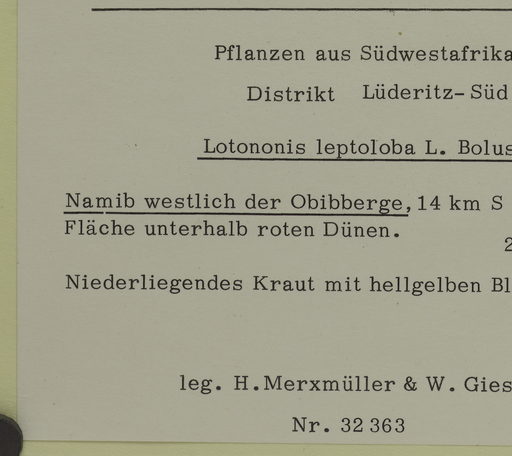 Pflanzen aus Südwestafrika
Distrikt Lüderitz-Süd
Lotononis leptoloba L. Bolus
Namib westlich der Obibberge, 14 km S
Fläche unterhalb roten Dünen.
2
Niederliegendes Kraut mit hellgelben Bl
leg. H. Merxmüller & W. Gies
Nr. 32 363